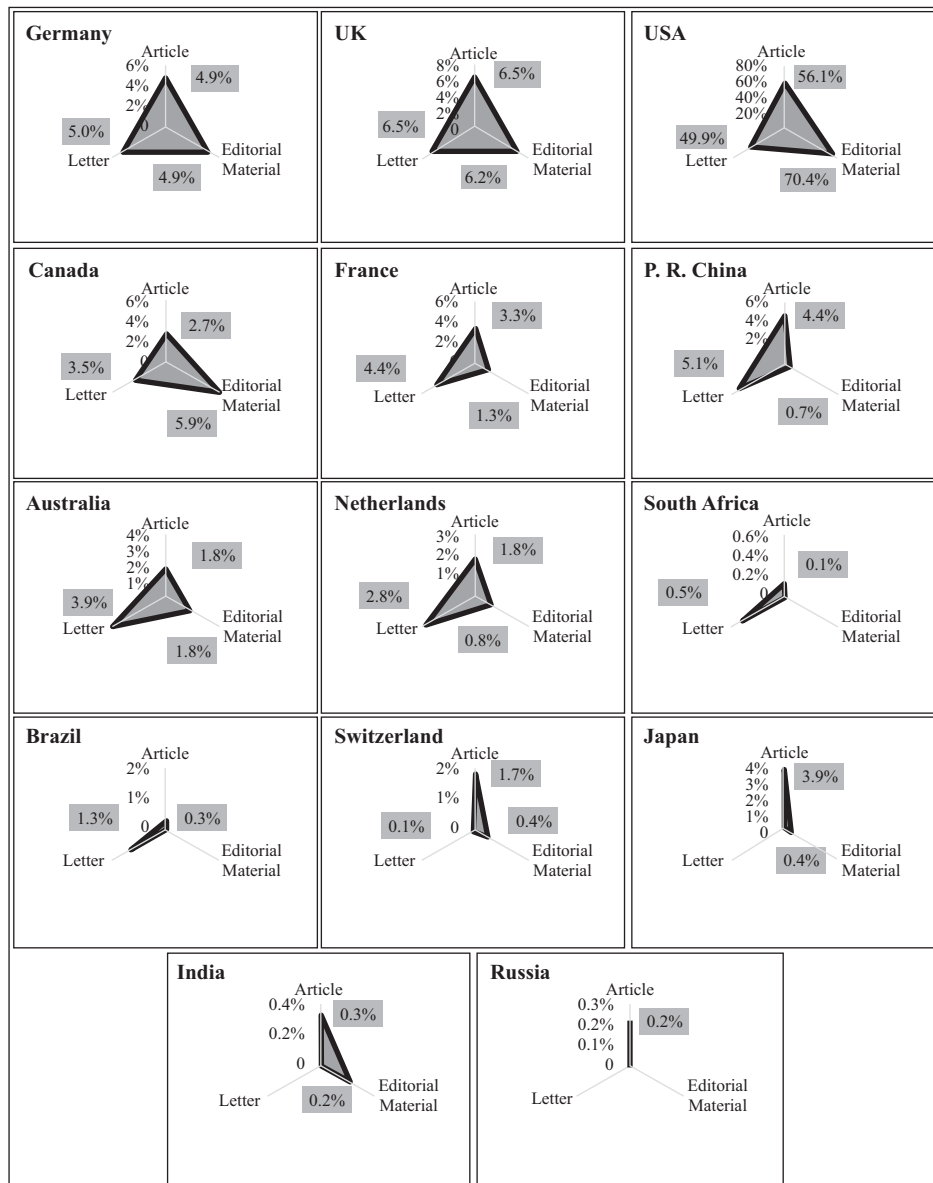 Germany
Article
6%
4%
2%
0
4.9%
5.0%
Letter
Editorial
Material
4.9%
UK
Article
8%
6%
4%
2%
0
6.5%
6.5%
Letter
Editorial
Material
6.2%
USA
Article
80%
60%
40%
20%
56.1%
49.9%
Letter
Editorial
Material
70.4%
Canada
Article
6%
4%
2%
0
2.7%
3.5%
Letter
Editorial
Material
5.9%
France
Article
6%
4%
2%
0
3.3%
4.4%
Letter
Editorial
Material
1.3%
P. R. China
Article
6%
4%
2%
4.4%
5.1%
Letter
Editorial
Material
0.7%
Australia
Article
4%
3%
2%
1%
1.8%
3.9%
Letter
Editorial
Material
1.8%
Netherlands
Article
3%
2%
1%
1.8%
2.8%
Letter
Editorial
Material
0.8%
South Africa
Article
0.6%
0.4%
0.2%
0
0.1%
0.5%
Letter
Editorial
Material
Brazil
Article
2%
1%
0
1.3%
0.3%
Letter
Editorial
Material
Switzerland
Article
2%
1%
0
1.7%
0.1%
0.4%
Letter
Editorial
Material
Japan
Article
4%
3%
2%
1%
0
3.9%
Letter
Editorial
Material
0.4%
India
Article
0.4%
0.2%
0
0.3%
Letter
Editorial
Material
0.2%
Russia
Article
0.3%
0.2%
0.1%
0
0.2%
Letter
Editorial
Material